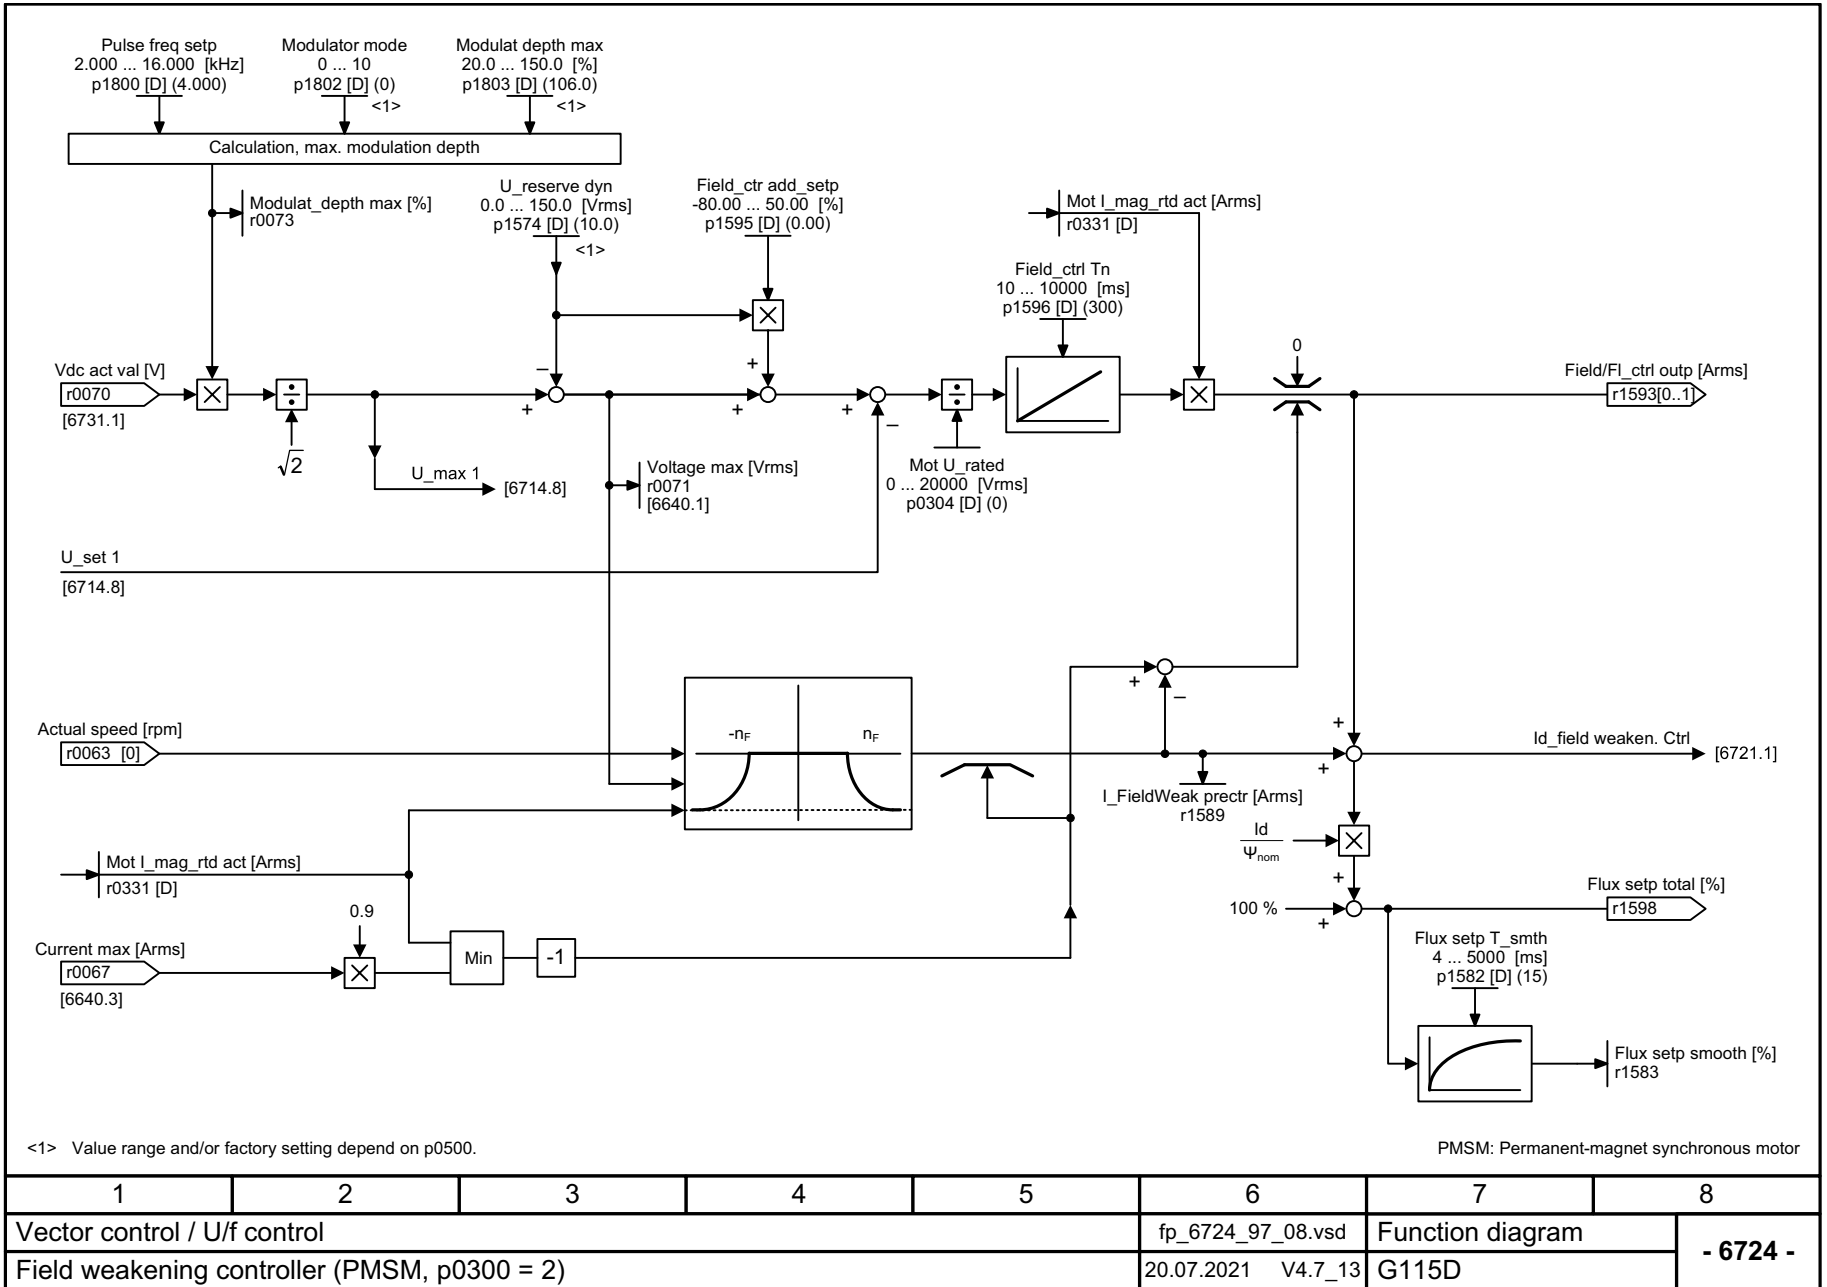 Pulse freq setp
2.000 ... 16.000 [kHz]
p1800 [D] (4.000)
Modulator mode
0 ... 10
p1802 [D] (0)
<1>
Modulat depth max
20.0 ... 150.0 [%]
p1803 [D] (106.0)
<1>
Calculation, max. modulation depth
Modulat_depth max [%]
r0073
U_reserve dyn
0.0 ... 150.0 [Vrms]
p1574 [D] (10.0)
<1>
Field_ctr add_setp
-80.00 ... 50.00 [%]
p1595 [D] (0.00)
Mot I_mag_rtd act [Arms]
r0331 [D]
Field_ctrl Tn
10 ... 10000 [ms]
p1596 [D] (300)
Vdc act val [V]
r0070
[6731.1]
×
÷
√2
U_max 1
[6714.8]
–
+
×
+
+
Voltage max [Vrms]
r0071
[6640.1]
+
–
÷
Mot U_rated
0 ... 20000 [Vrms]
p0304 [D] (0)
×
0
Field/Fl_ctrl outp [Arms]
r1593[0..1]
U_set 1
[6714.8]
+
–
Actual speed [rpm]
r0063 [0]
-nF
nF
I_FieldWeak prectr [Arms]
r1589
+
+
Id_field weaken. Ctrl
[6721.1]
Id
Ψnom
×
Mot I_mag_rtd act [Arms]
r0331 [D]
0.9
Current max [Arms]
r0067
[6640.3]
×
Min
-1
100 %
+
+
Flux setp total [%]
r1598
Flux setp T_smth
4 ... 5000 [ms]
p1582 [D] (15)
Flux setp smooth [%]
r1583
<1> Value range and/or factory setting depend on p0500.
PMSM: Permanent-magnet synchronous motor
1 2 3 4 5 6 7 8
Vector control / U/f control
fp_6724_97_08.vsd
Function diagram
- 6724 -
Field weakening controller (PMSM, p0300 = 2)
20.07.2021 V4.7_13
G115D